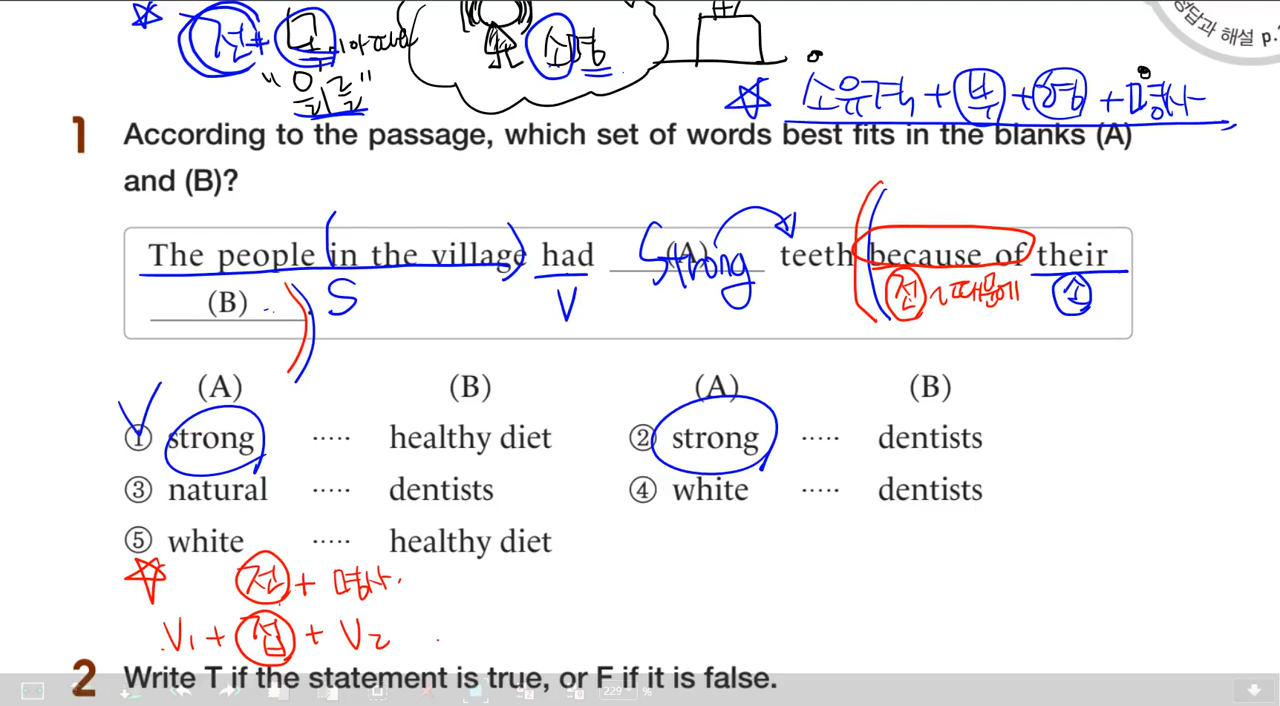 정답과 해설 p.
전 + 명
소 명
소유격 + 부 + 형 + 명사
1 According to the passage, which set of words best fits in the blanks (A)
and (B)?
The people in the village had (A) strong teeth because of their
S V 전 ~때문에 소
(B)
(A) (B) (A) (B)
① strong ····· healthy diet ② strong ····· dentists
③ natural ····· dentists ④ white ····· dentists
⑤ white ····· healthy diet
전 + 명사.
V1 + 접 + V2
2 Write T if the statement is true, or F if it is false.
229 %